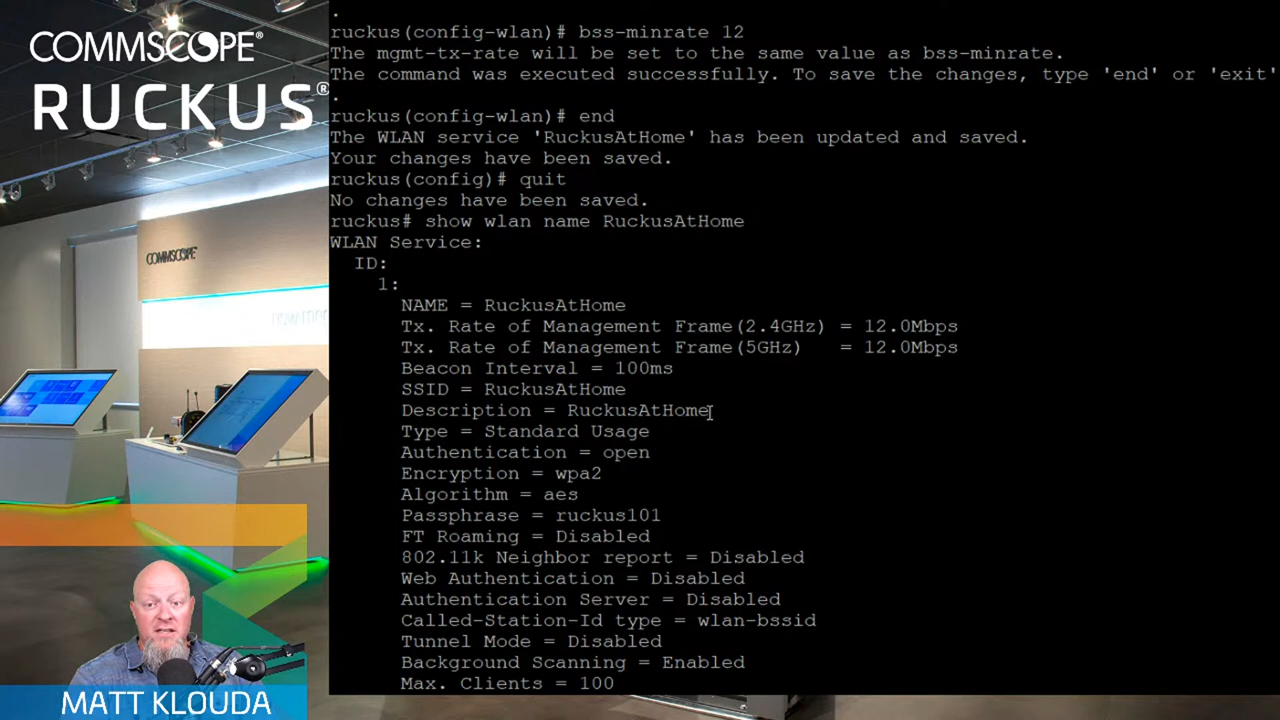 COMMSCOPE®
RUCKUS®
COMMSCOPE
.
ruckus(config-wlan)# bss-minrate 12
The mgmt-tx-rate will be set to the same value as bss-minrate.
The command was executed successfully. To save the changes, type 'end' or 'exit'
.
ruckus(config-wlan)# end
The WLAN service 'RuckusAtHome' has been updated and saved.
Your changes have been saved.
ruckus(config)# quit
No changes have been saved.
ruckus# show wlan name RuckusAtHome
WLAN Service:
ID:
1:
NAME = RuckusAtHome
Tx. Rate of Management Frame(2.4GHz) = 12.0Mbps
Tx. Rate of Management Frame(5GHz) = 12.0Mbps
Beacon Interval = 100ms
SSID = RuckusAtHome
Description = RuckusAtHome
Type = Standard Usage
Authentication = open
Encryption = wpa2
Algorithm = aes
Passphrase = ruckus101
FT Roaming = Disabled
802.11k Neighbor report = Disabled
Web Authentication = Disabled
Authentication Server = Disabled
Called-Station-Id type = wlan-bssid
Tunnel Mode = Disabled
Background Scanning = Enabled
Max. Clients = 100
MATT KLOUDA